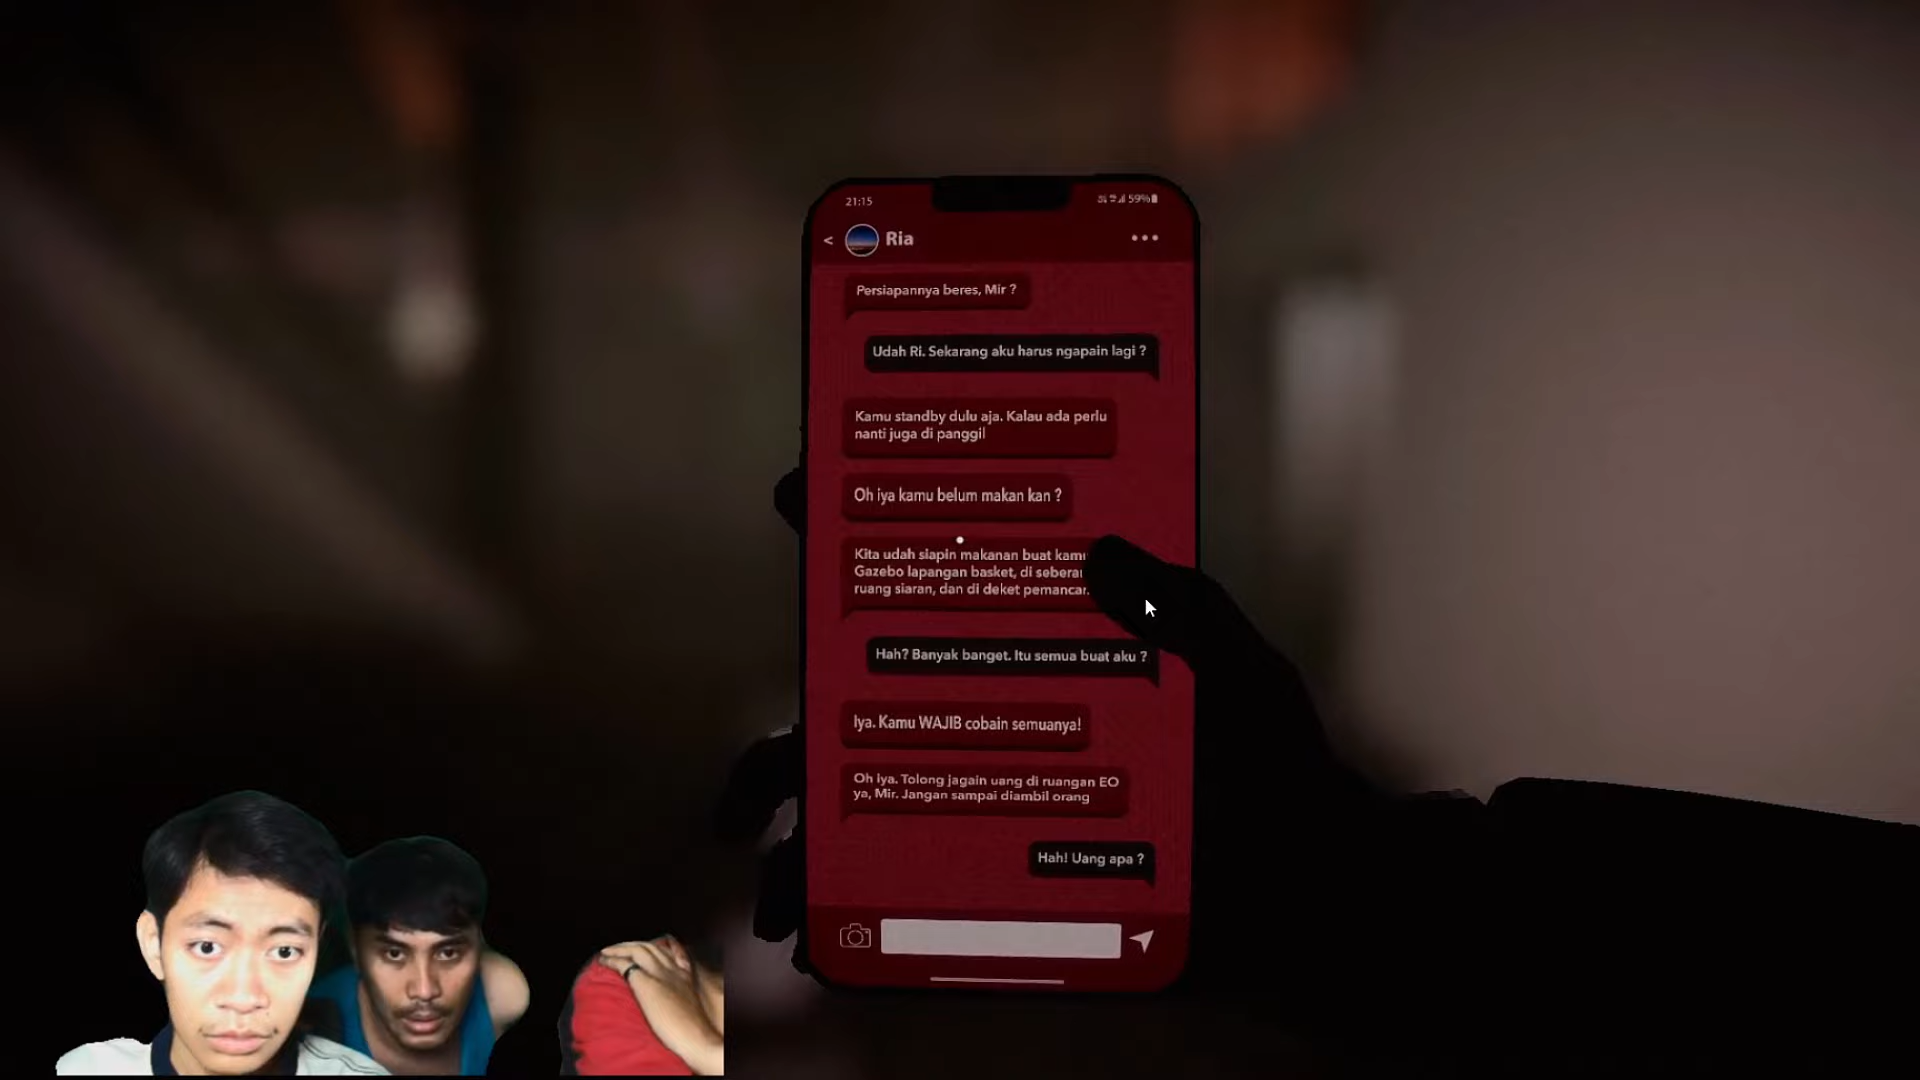 21:15
59%
<
Ria
Persiapannya beres, Mir ?
Udah Ri. Sekarang aku harus ngapain lagi ?
Kamu standby dulu aja. Kalau ada perlu
nanti juga di panggil
Oh iya kamu belum makan kan ?
Kita udah siapin makanan buat
Gazebo lapangan basket, di
ruang siaran, dan di deket
Hah? Banyak banget. Itu semua buat aku ?
Iya. Kamu WAJIB cobain semuanya!
Oh iya. Tolong jagain uang di ruangan EO
ya, Mir. Jangan sampai diambil orang
Hah! Uang apa ?